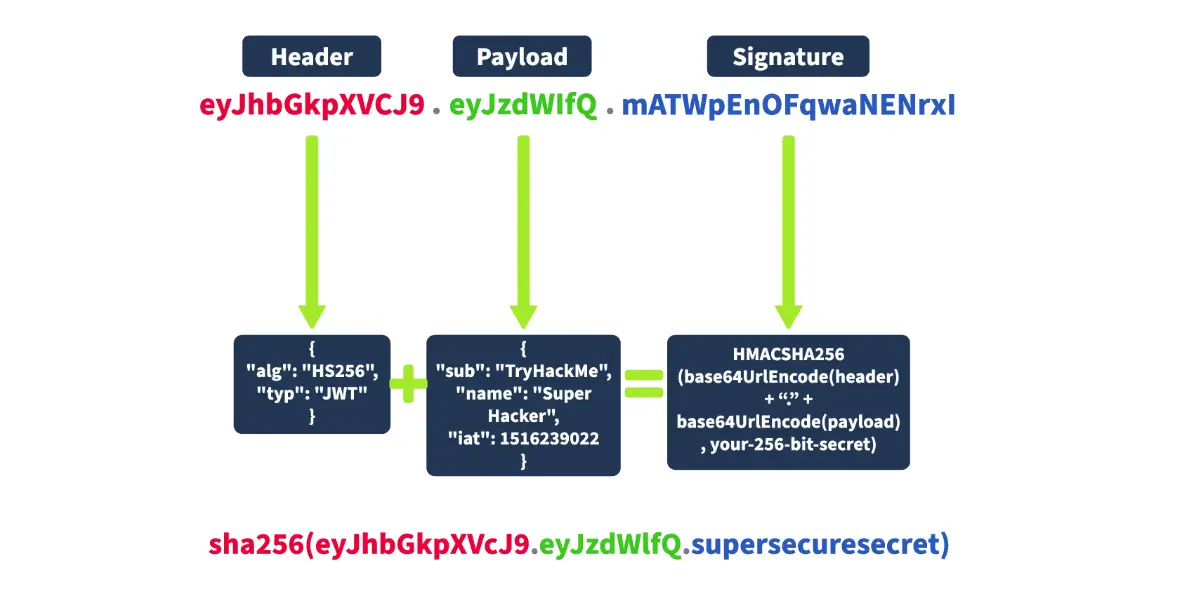 Header
Payload
Signature
eyJhbGkpXVCJ9 . eyJzdWIfQ . mATWpEnOFqwaNENrxI
{
"alg": "HS256",
"typ": "JWT"
}
+
{
"sub": "TryHackMe",
"name": "Super
Hacker",
"iat": 1516239022
}
=
HMACSHA256
(base64UrlEncode(header)
+ “.” +
base64UrlEncode(payload)
, your-256-bit-secret)
sha256(eyJhbGkpXVcJ9.eyJzdWlfQ.supersecuresecret)